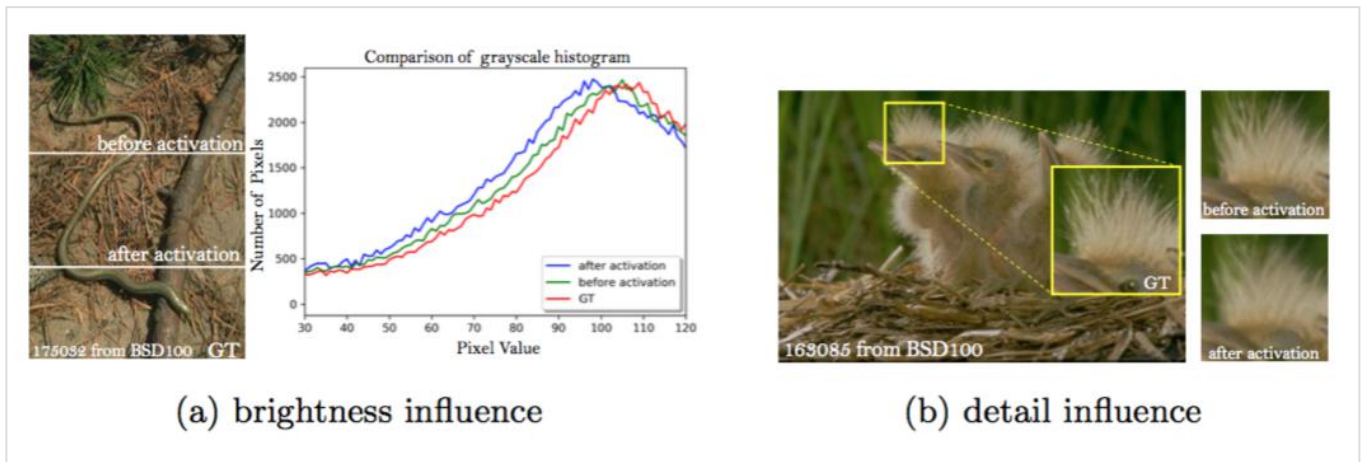 before activation
after activation
175032 from BSD100 GT
Comparison of grayscale histogram
Number of Pixels
2500
2000
1500
1000
500
0
after activation
before activation
GT
30 40 50 60 70 80 90 100 110 120
Pixel Value
(a) brightness influence
GT
163085 from BSD100
before activation
after activation
(b) detail influence